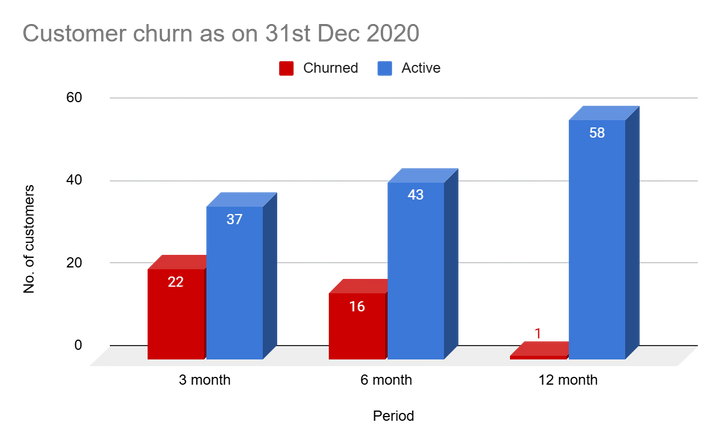 Customer churn as on 31st Dec 2020
Churned Active
No. of customers
60
40
20
0
22
37
16
43
1
58
3 month
6 month
12 month
Period